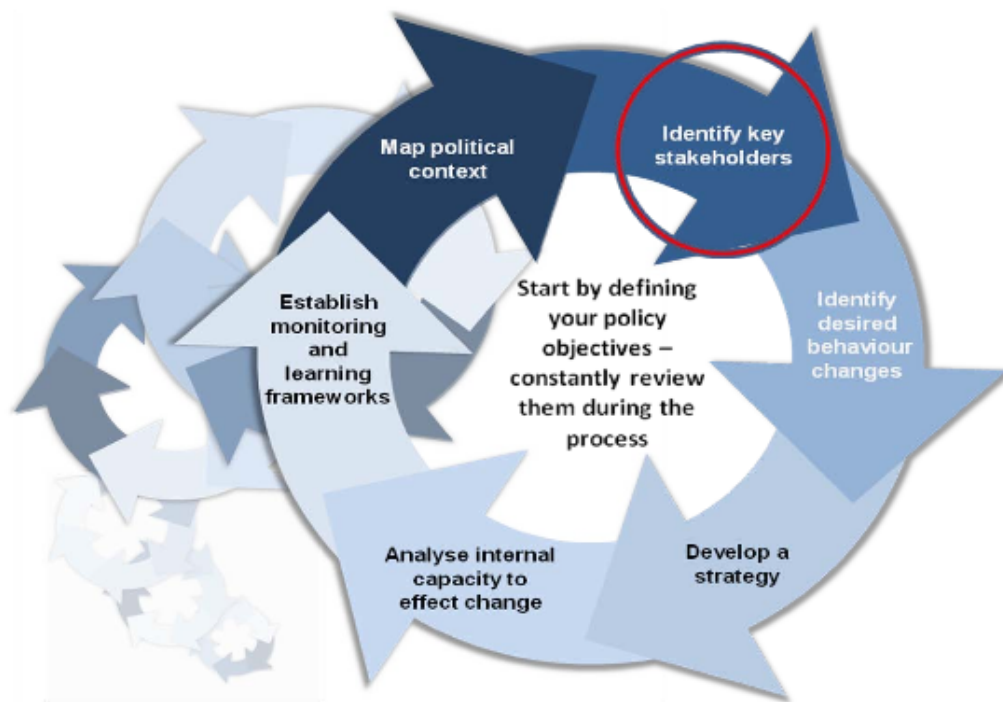 Map political
context
Identify key
stakeholders
Identify
desired
behaviour
changes
Develop a
strategy
Analyse internal
capacity to
effect change
Establish
monitoring
and
learning
frameworks
Start by defining
your policy
objectives –
constantly review
them during the
process